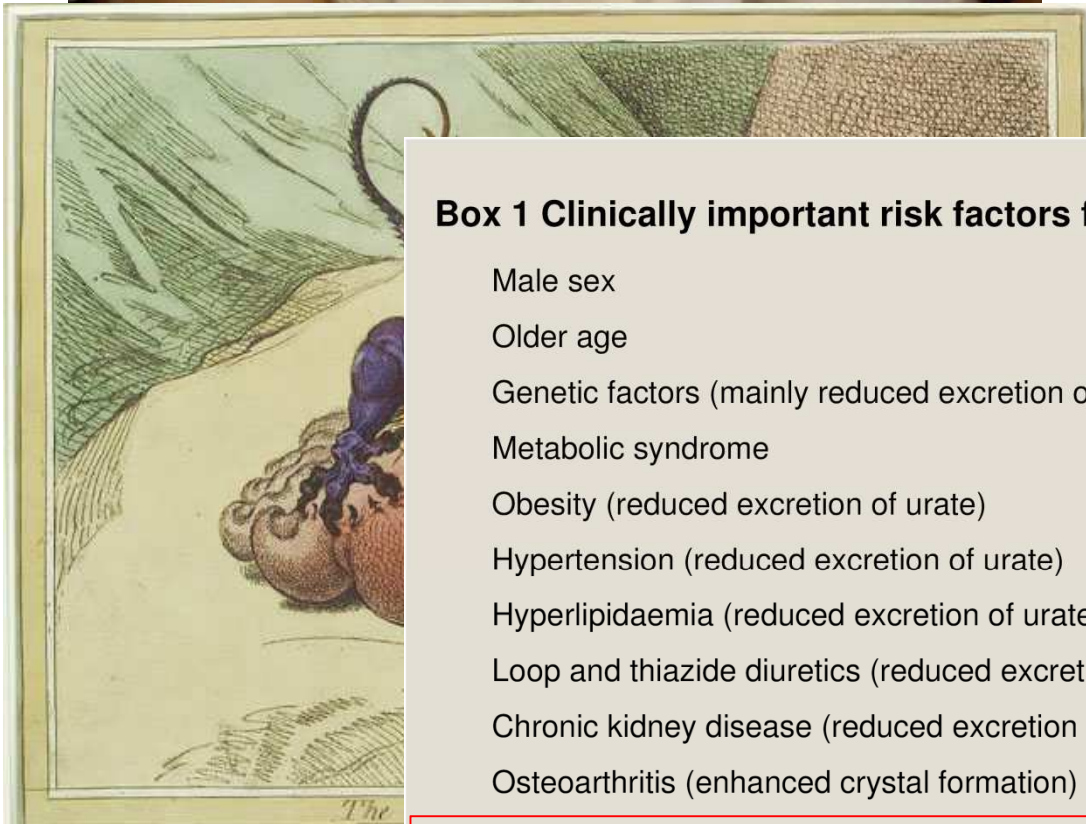 Box 1 Clinically important risk factors
Male sex
Older age
Genetic factors (mainly reduced excretion
Metabolic syndrome
Obesity (reduced excretion of urate)
Hypertension (reduced excretion of urate)
Hyperlipidaemia (reduced excretion of urate
Loop and thiazide diuretics (reduced
Chronic kidney disease (reduced excretion
Osteoarthritis (enhanced crystal formation)
The